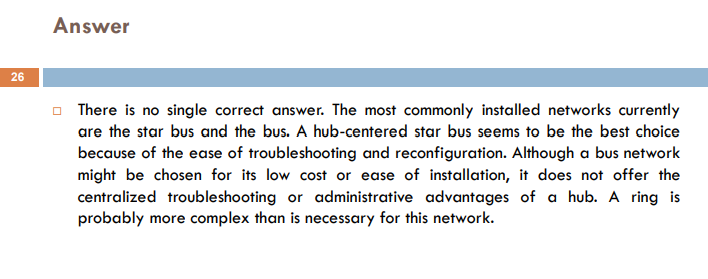 Answer
26
There is no single correct answer. The most commonly installed networks currently
are the star bus and the bus. A hub-centered star bus seems to be the best choice
because of the ease of troubleshooting and reconfiguration. Although a bus network
might be chosen for its low cost or ease of installation, it does not offer the
centralized troubleshooting or administrative advantages of a hub. A ring is
probably more complex than is necessary for this network.